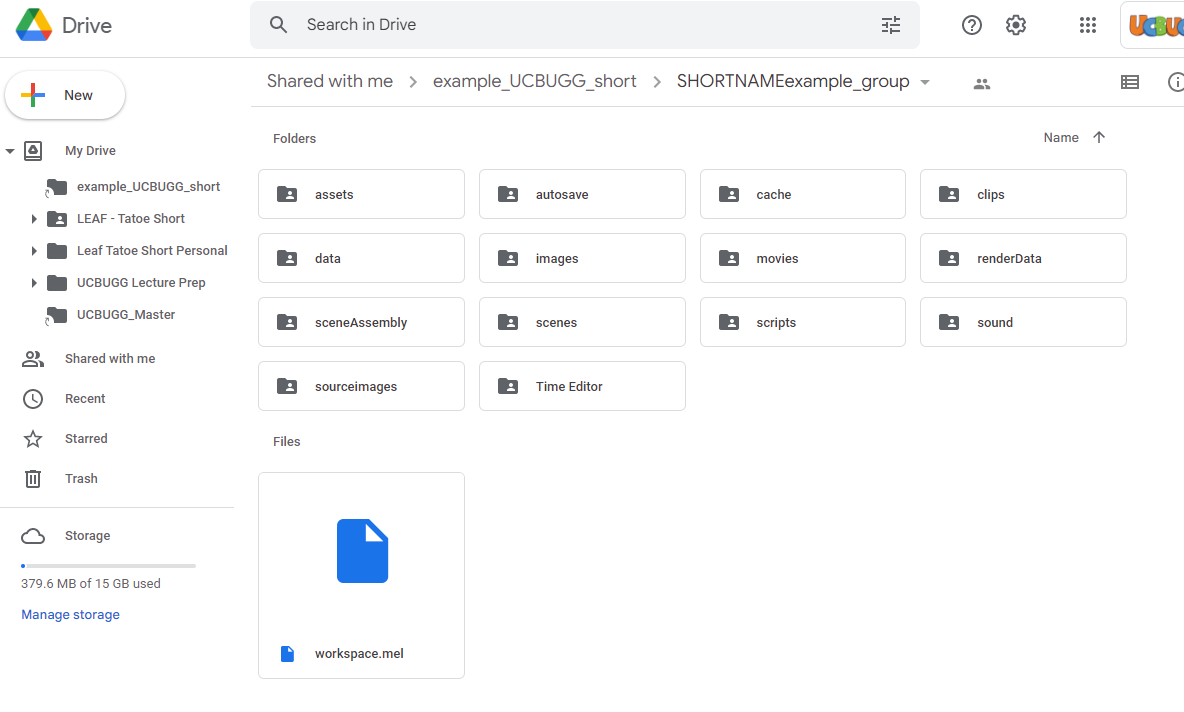 Drive
Search in Drive
New
Shared with me
example_UCBUGG_short
SHORTNAMEexample_group
My Drive
example_UCBUGG_short
LEAF - Tatoe Short
Leaf Tatoe Short Personal
UCBUGG Lecture Prep
UCBUGG_Master
Shared with me
Recent
Starred
Trash
Storage
379.6 MB of 15 GB used
Manage storage
Folders
Name
assets
autosave
cache
clips
data
images
movies
renderData
sceneAssembly
scenes
scripts
sound
sourceimages
Time Editor
Files
workspace.mel